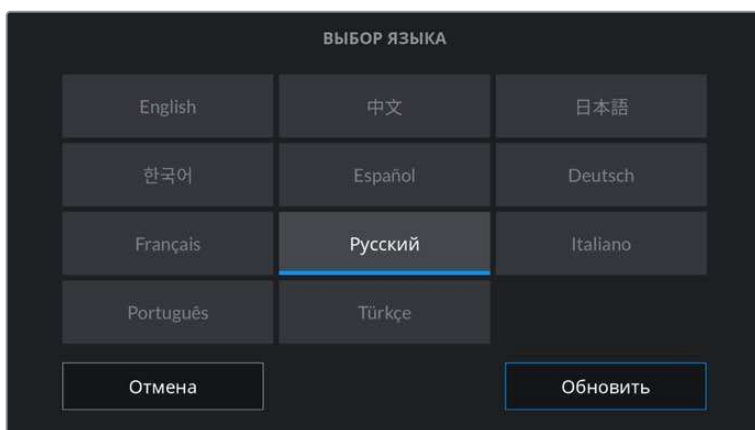 ВЫБОР ЯЗЫКА
English 中文 日本語
한국어 Español Deutsch
Français Русский Italiano
Português Türkçe
Отмена Обновить